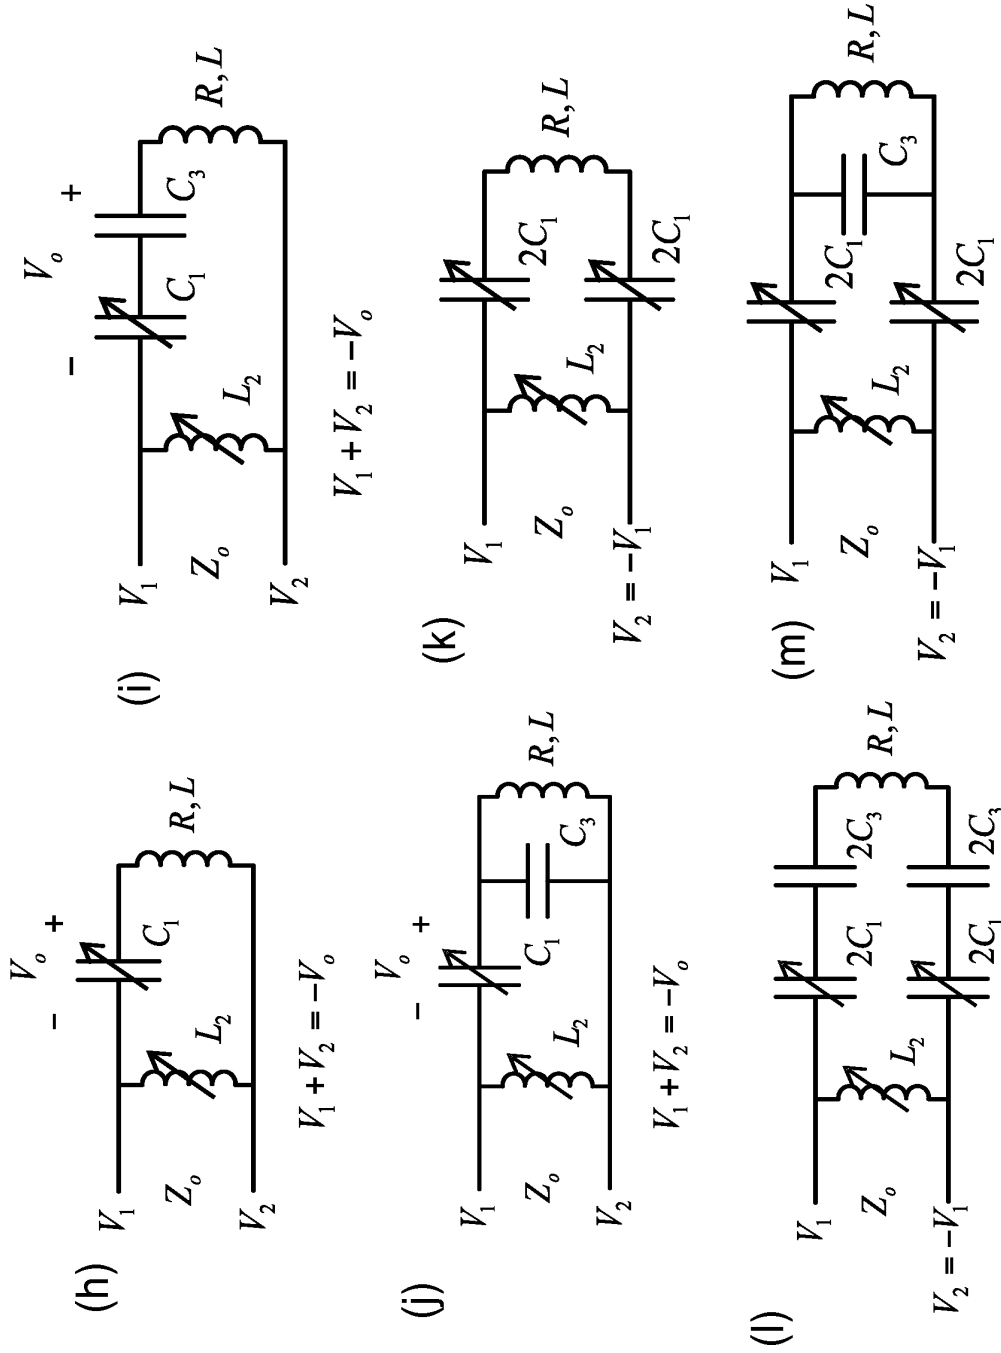 (h)
− V_o +
C_1
V_1
Z_o
L_2
R, L
V_2
V_1 + V_2 = −V_o
(i)
− V_o +
C_1
C_3
V_1
Z_o
L_2
R, L
V_2
V_1 + V_2 = −V_o
(j)
− V_o +
C_1
C_3
V_1
Z_o
L_2
R, L
V_2
V_1 + V_2 = −V_o
(k)
2C_1
V_1
Z_o
L_2
R, L
2C_1
V_2 = −V_1
(l)
2C_1
2C_3
V_1
Z_o
L_2
R, L
2C_1
2C_3
V_2 = −V_1
(m)
2C_1
C_3
V_1
Z_o
L_2
R, L
2C_1
V_2 = −V_1